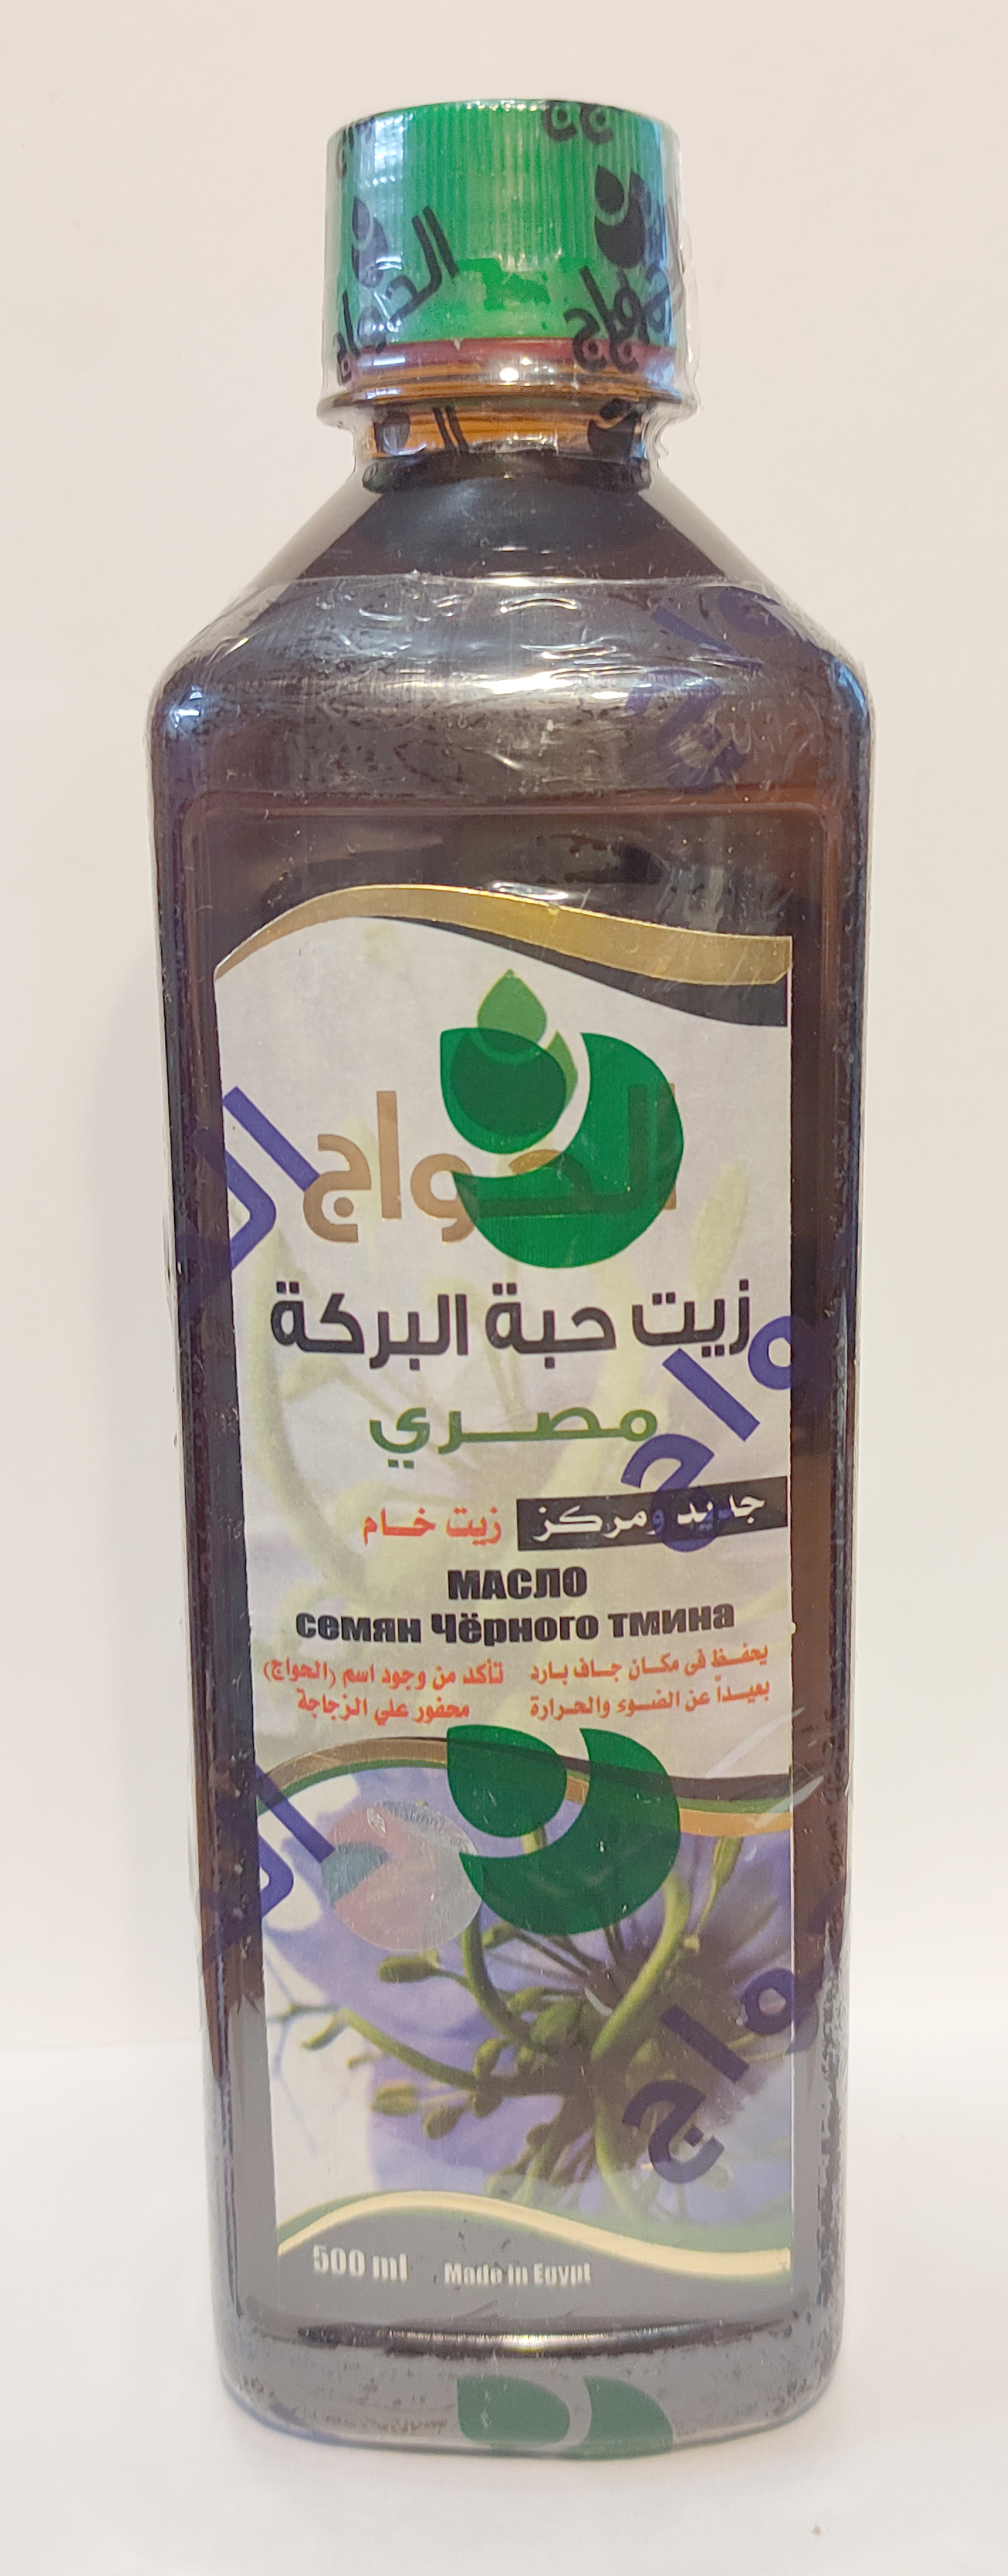 الحواج
زيت حبة البركة
مصري
جديد ومركز زيت خام
МАСЛО
семян Чёрного тмина
يحفظ فى مكان جاف بارد
بعيداً عن الضوء والحرارة
تأكد من وجود اسم (الحواج)
محفور علي الزجاجة
500 ml Made in Egypt